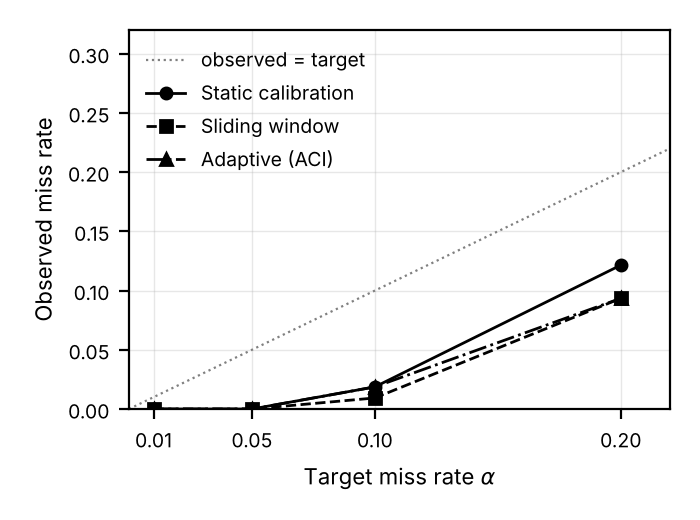 0.30
0.25
0.20
0.15
0.10
0.05
0.00
Observed miss rate
observed = target
Static calibration
Sliding window
Adaptive (ACI)
0.01 0.05 0.10 0.20
Target miss rate α